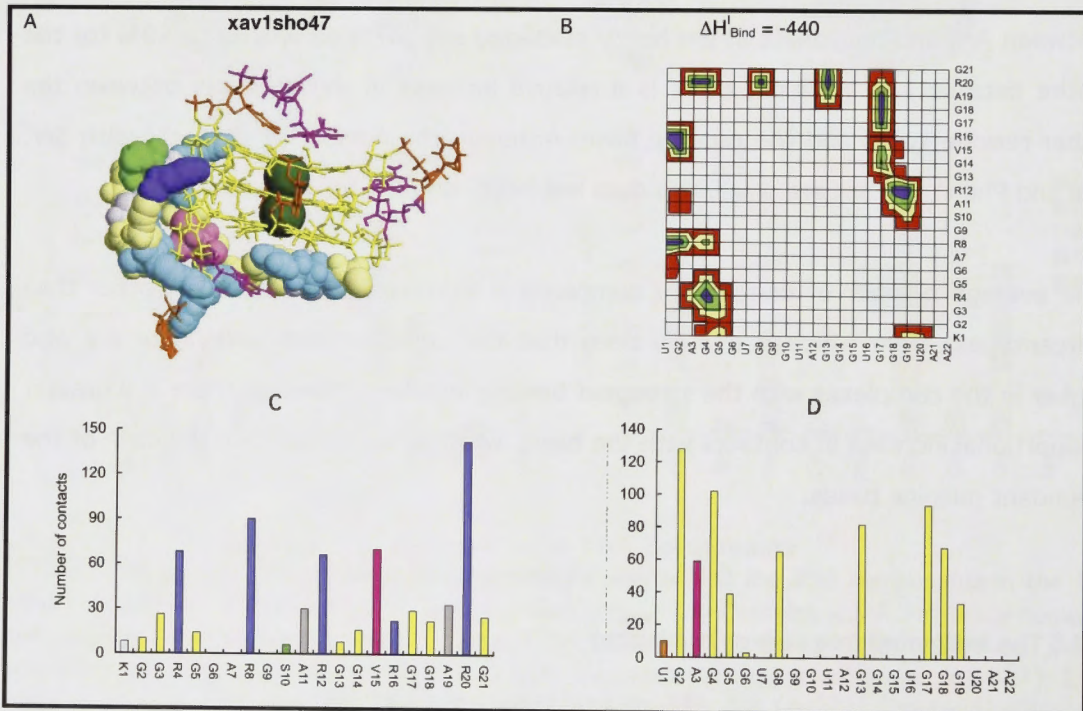 A
xav1sho47
B
ΔH^I_Bind = -440
G21
R20
A19
G18
G17
R16
V15
G14
G13
R12
A11
S10
G9
R8
A7
G6
G5
R4
G3
G2
K1
U1 G2 A3 G4 G5 G6 U7 G8 G9 G10 U11 A12 G13 G14 G15 U16 G17 G18 G19 U20 A21 A22
C
Number of contacts
150
120
90
60
30
0
K1 G2 G3 R4 G5 G6 A7 R8 G9 S10 A11 R12 G13 G14 V15 R16 G17 G18 A19 R20 G21
D
140
120
100
80
60
40
20
0
U1 G2 A3 G4 G5 G6 U7 G8 G9 G10 U11 A12 G13 G14 G15 U16 G17 G18 G19 U20 A21 A22